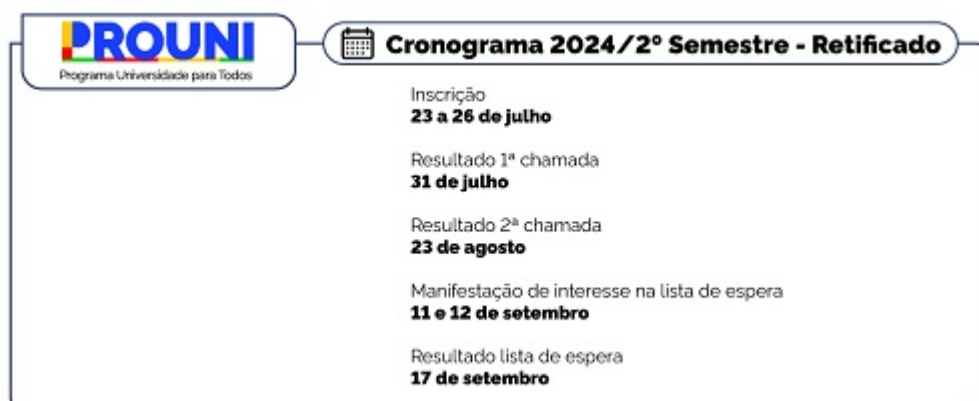 PROUNI
Programa Universidade para Todos
Cronograma 2024/2º Semestre - Retificado
Inscrição
23 a 26 de julho
Resultado 1ª chamada
31 de julho
Resultado 2ª chamada
23 de agosto
Manifestação de interesse na lista de espera
11 e 12 de setembro
Resultado lista de espera
17 de setembro